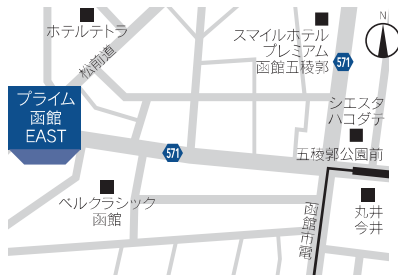 ホテルテトラ
松前道
スマイルホテル
プレミアム
函館五稜郭
N
571
プライム
函館
EAST
シエスタ
ハコダテ
571
五稜郭公園前
ベルクラシック
函館
函館市電
丸井
今井